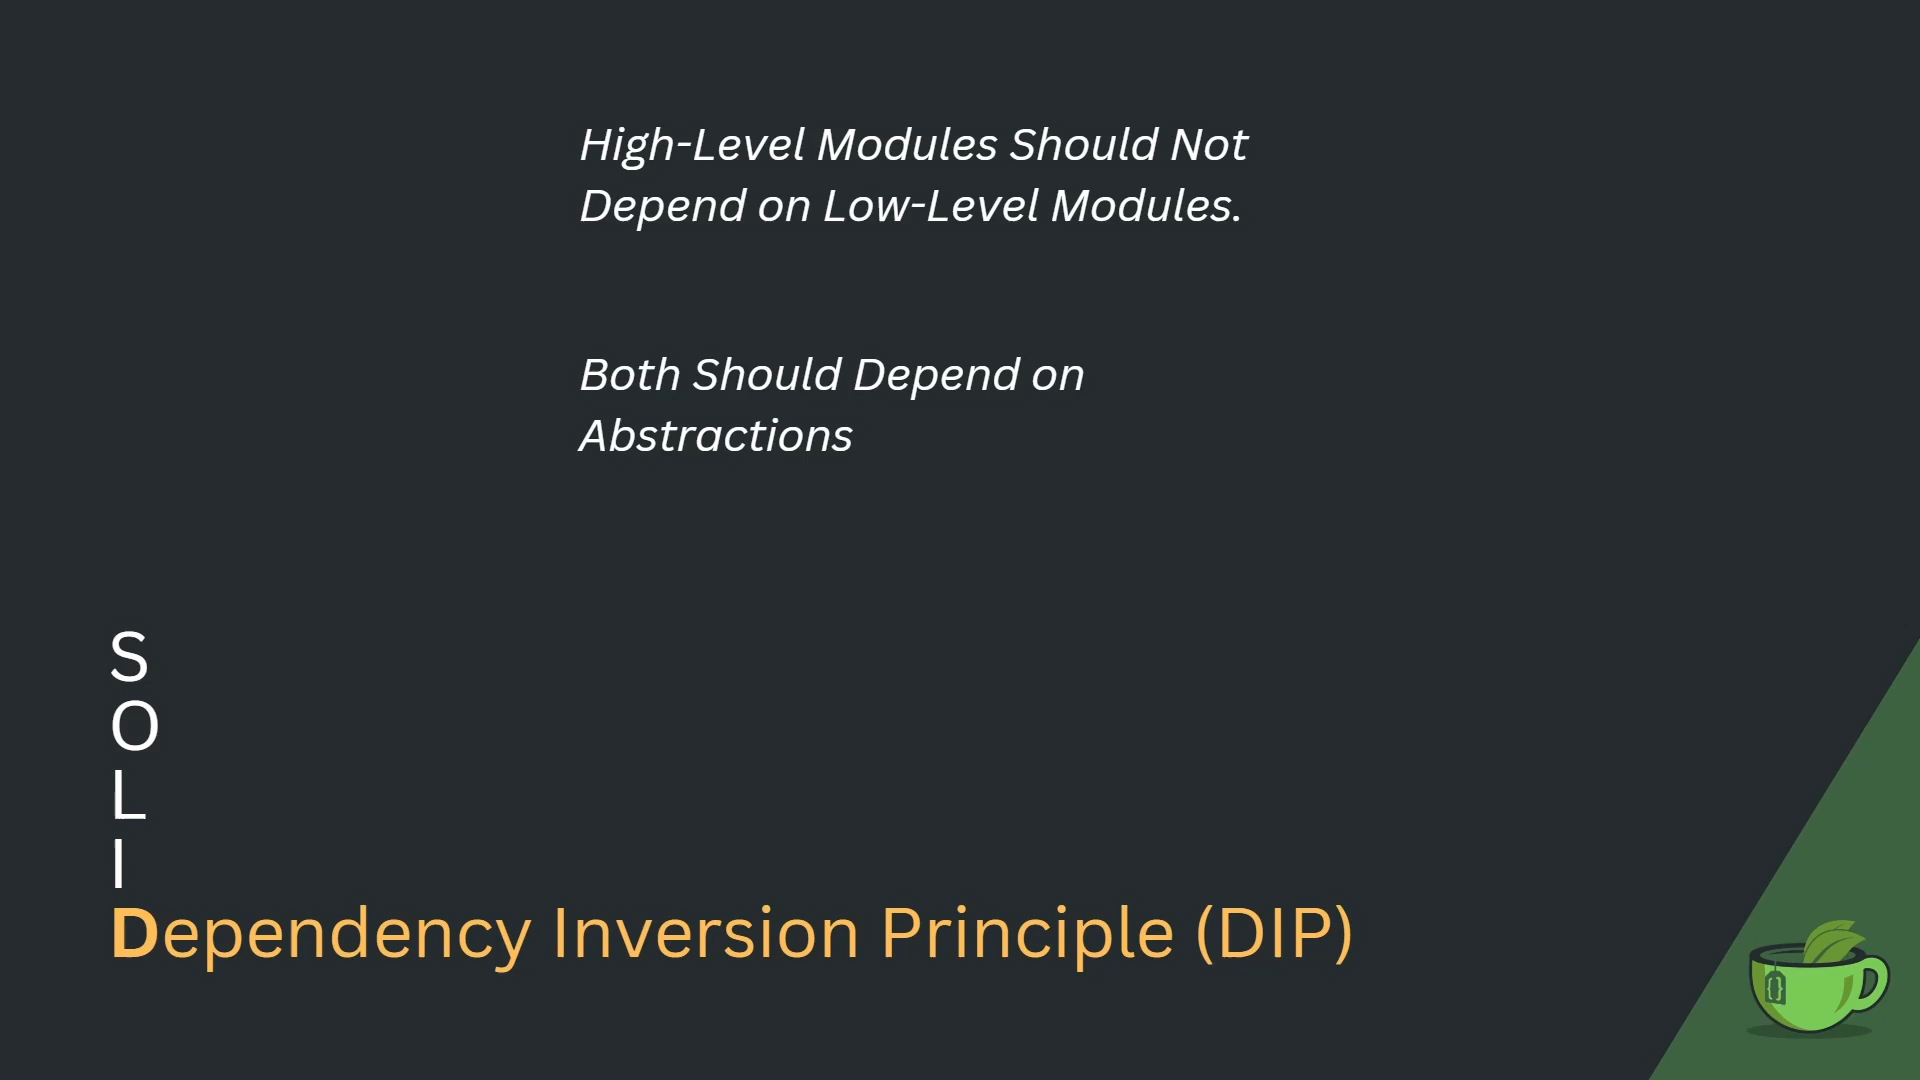 High-Level Modules Should Not
Depend on Low-Level Modules.
Both Should Depend on
Abstractions
S
O
L
I
Dependency Inversion Principle (DIP)
{}